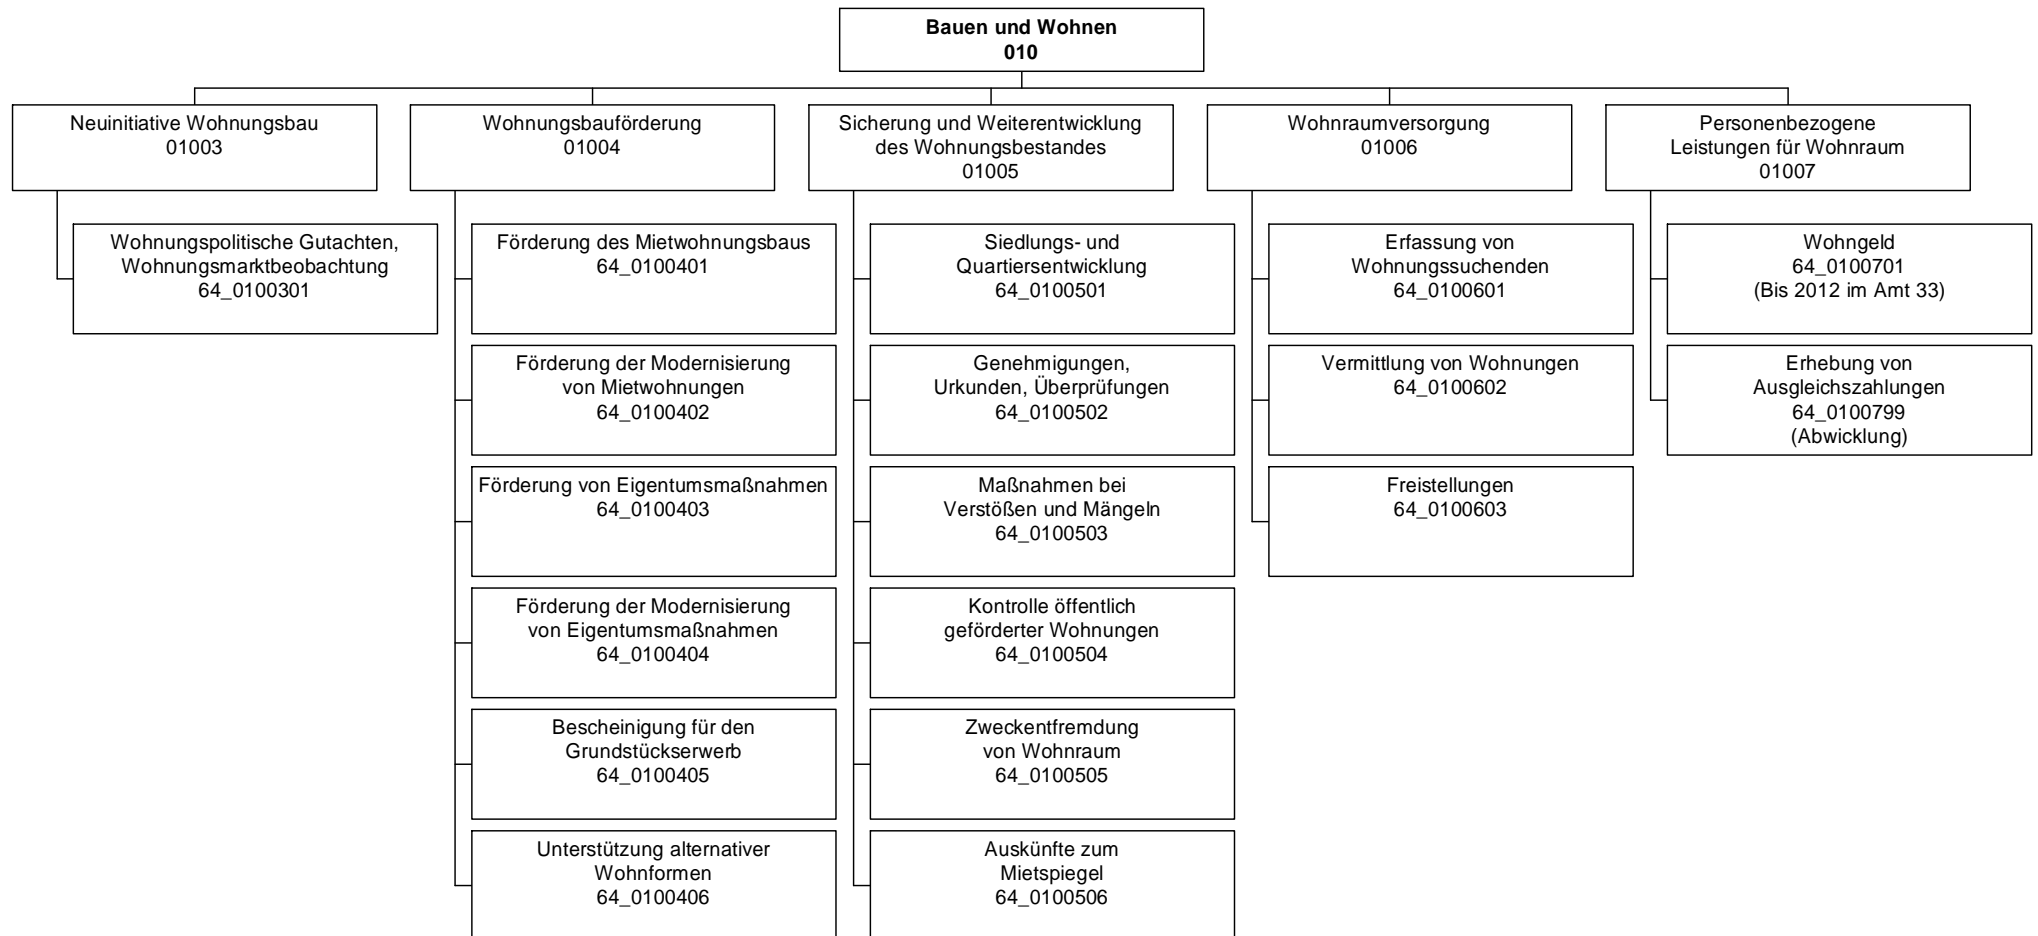 Bauen und Wohnen
010
Neuinitiative Wohnungsbau
01003
Wohnungspolitische Gutachten,
Wohnungsmarktbeobachtung
64_0100301
Wohnungsbauförderung
01004
Förderung des Mietwohnungsbaus
64_0100401
Förderung der Modernisierung
von Mietwohnungen
64_0100402
Förderung von Eigentumsmaßnahmen
64_0100403
Förderung der Modernisierung
von Eigentumsmaßnahmen
64_0100404
Bescheinigung für den
Grundstückserwerb
64_0100405
Unterstützung alternativer
Wohnformen
64_0100406
Sicherung und Weiterentwicklung
des Wohnungsbestandes
01005
Siedlungs- und
Quartiersentwicklung
64_0100501
Genehmigungen,
Urkunden, Überprüfungen
64_0100502
Maßnahmen bei
Verstößen und Mängeln
64_0100503
Kontrolle öffentlich
geförderter Wohnungen
64_0100504
Zweckentfremdung
von Wohnraum
64_0100505
Auskünfte zum
Mietspiegel
64_0100506
Wohnraumversorgung
01006
Erfassung von
Wohnungssuchenden
64_0100601
Vermittlung von Wohnungen
64_0100602
Freistellungen
64_0100603
Personenbezogene
Leistungen für Wohnraum
01007
Wohngeld
64_0100701
(Bis 2012 im Amt 33)
Erhebung von
Ausgleichszahlungen
64_0100799
(Abwicklung)